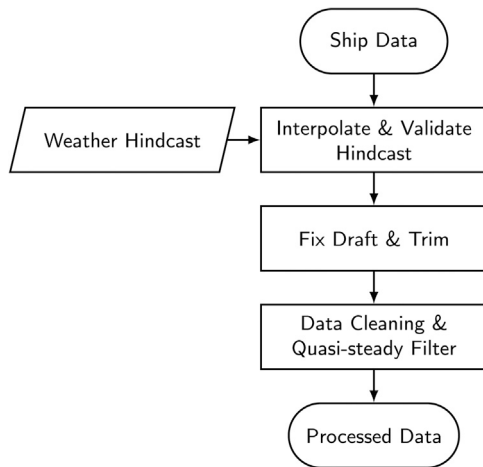 Ship Data
Weather Hindcast
Interpolate & Validate
Hindcast
Fix Draft & Trim
Data Cleaning &
Quasi-steady Filter
Processed Data